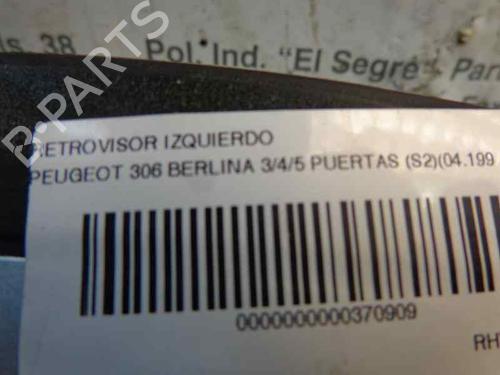 ls, 38
Pol. Ind. "El Segre" Par
B-PARTS
RETROVISOR IZQUIERDO
PEUGEOT 306 BERLINA 3/4/5 PUERTAS (S2)(04.199
0000000000370909
RH